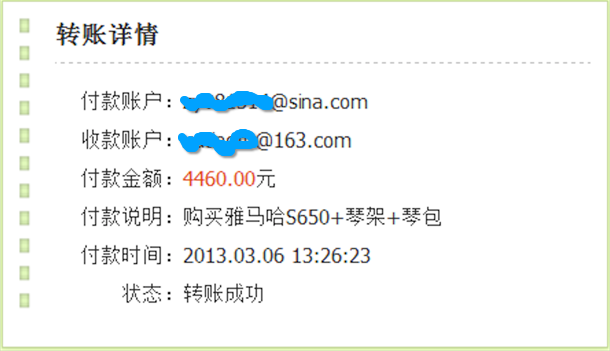 转账详情
付款账户：@sina.com
收款账户：@163.com
付款金额：4460.00元
付款说明：购买雅马哈S650+琴架+琴包
付款时间：2013.03.06 13:26:23
状态：转账成功